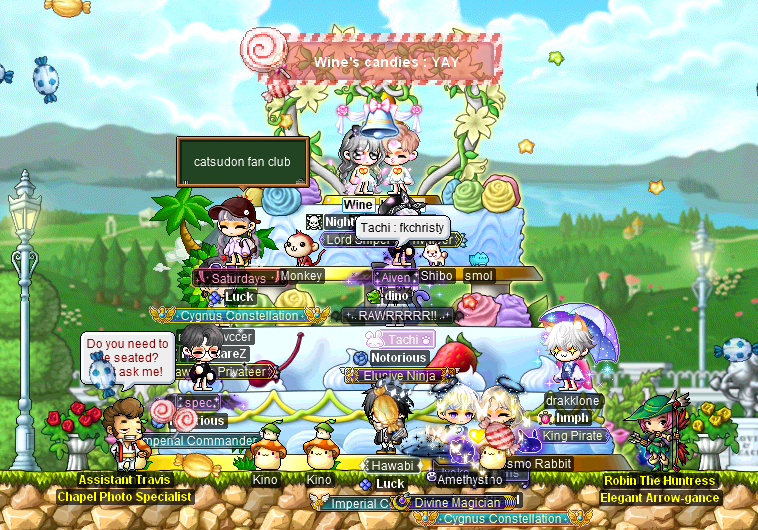 Wine's candies : YAY
catsudon fan club
Wine
Tachi : fkchristy
Saturdays
Monkey
Aiven
Shibo
smol
Luck
dino
Cygnus Constellation
RAWRRRRR!!
Do you need to
be seated?
ask me!
Tachi
Notorious
Privateer
Elusive Ninja
spec
drakklone
hmph
Imperial Commander
King Pirate
Hawabi
Rabbit
Kino
Kino
Luck
Amethyst
Assistant Travis
Robin The Huntress
Chapel Photo Specialist
Imperial C
Divine Magician
Elegant Arrow-gance
Cygnus Constellation